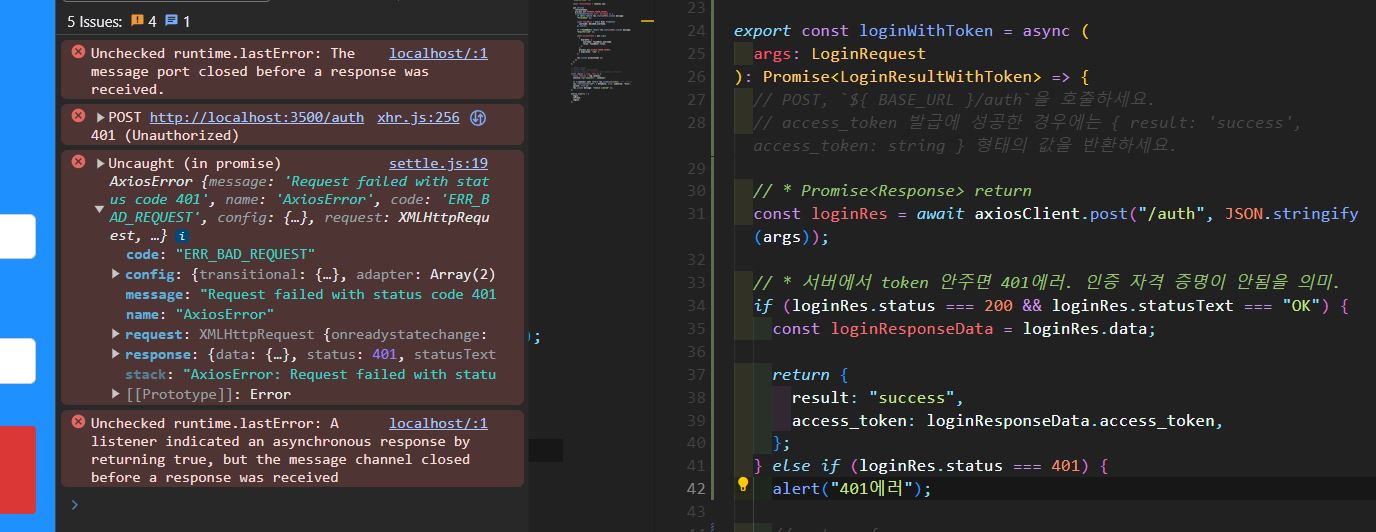 5 Issues: 4 1
Unchecked runtime.lastError: The localhost/:1
message port closed before a response was
received.
POST http://localhost:3500/auth xhr.js:256
401 (Unauthorized)
Uncaught (in promise) settle.js:19
AxiosError {message: 'Request failed with stat
us code 401', name: 'AxiosError', code: 'ERR_B
AD_REQUEST', config: {…}, request: XMLHttpRequ
est, …} i
code: "ERR_BAD_REQUEST"
config: {transitional: {…}, adapter: Array(2)
message: "Request failed with status code 401
name: "AxiosError"
request: XMLHttpRequest {onreadystatechange:
response: {data: {…}, status: 401, statusText
stack: "AxiosError: Request failed with statu
[[Prototype]]: Error
Unchecked runtime.lastError: A localhost/:1
listener indicated an asynchronous response by
returning true, but the message channel closed
before a response was received
);
23
24 export const loginWithToken = async (
25 args: LoginRequest
26 ): Promise<LoginResultWithToken> => {
27 // POST, `${ BASE_URL }/auth`을 호출하세요.
28 // access_token 발급에 성공한 경우에는 { result: 'success',
access_token: string } 형태의 값을 반환하세요.
29
30 // * Promise<Response> return
31 const loginRes = await axiosClient.post("/auth", JSON.stringify
(args));
32
33 // * 서버에서 token 안주면 401에러. 인증 자격 증명이 안됨을 의미.
34 if (loginRes.status === 200 && loginRes.statusText === "OK") {
35 const loginResponseData = loginRes.data;
36
37 return {
38 result: "success",
39 access_token: loginResponseData.access_token,
40 };
41 } else if (loginRes.status === 401) {
42 alert("401에러");
43